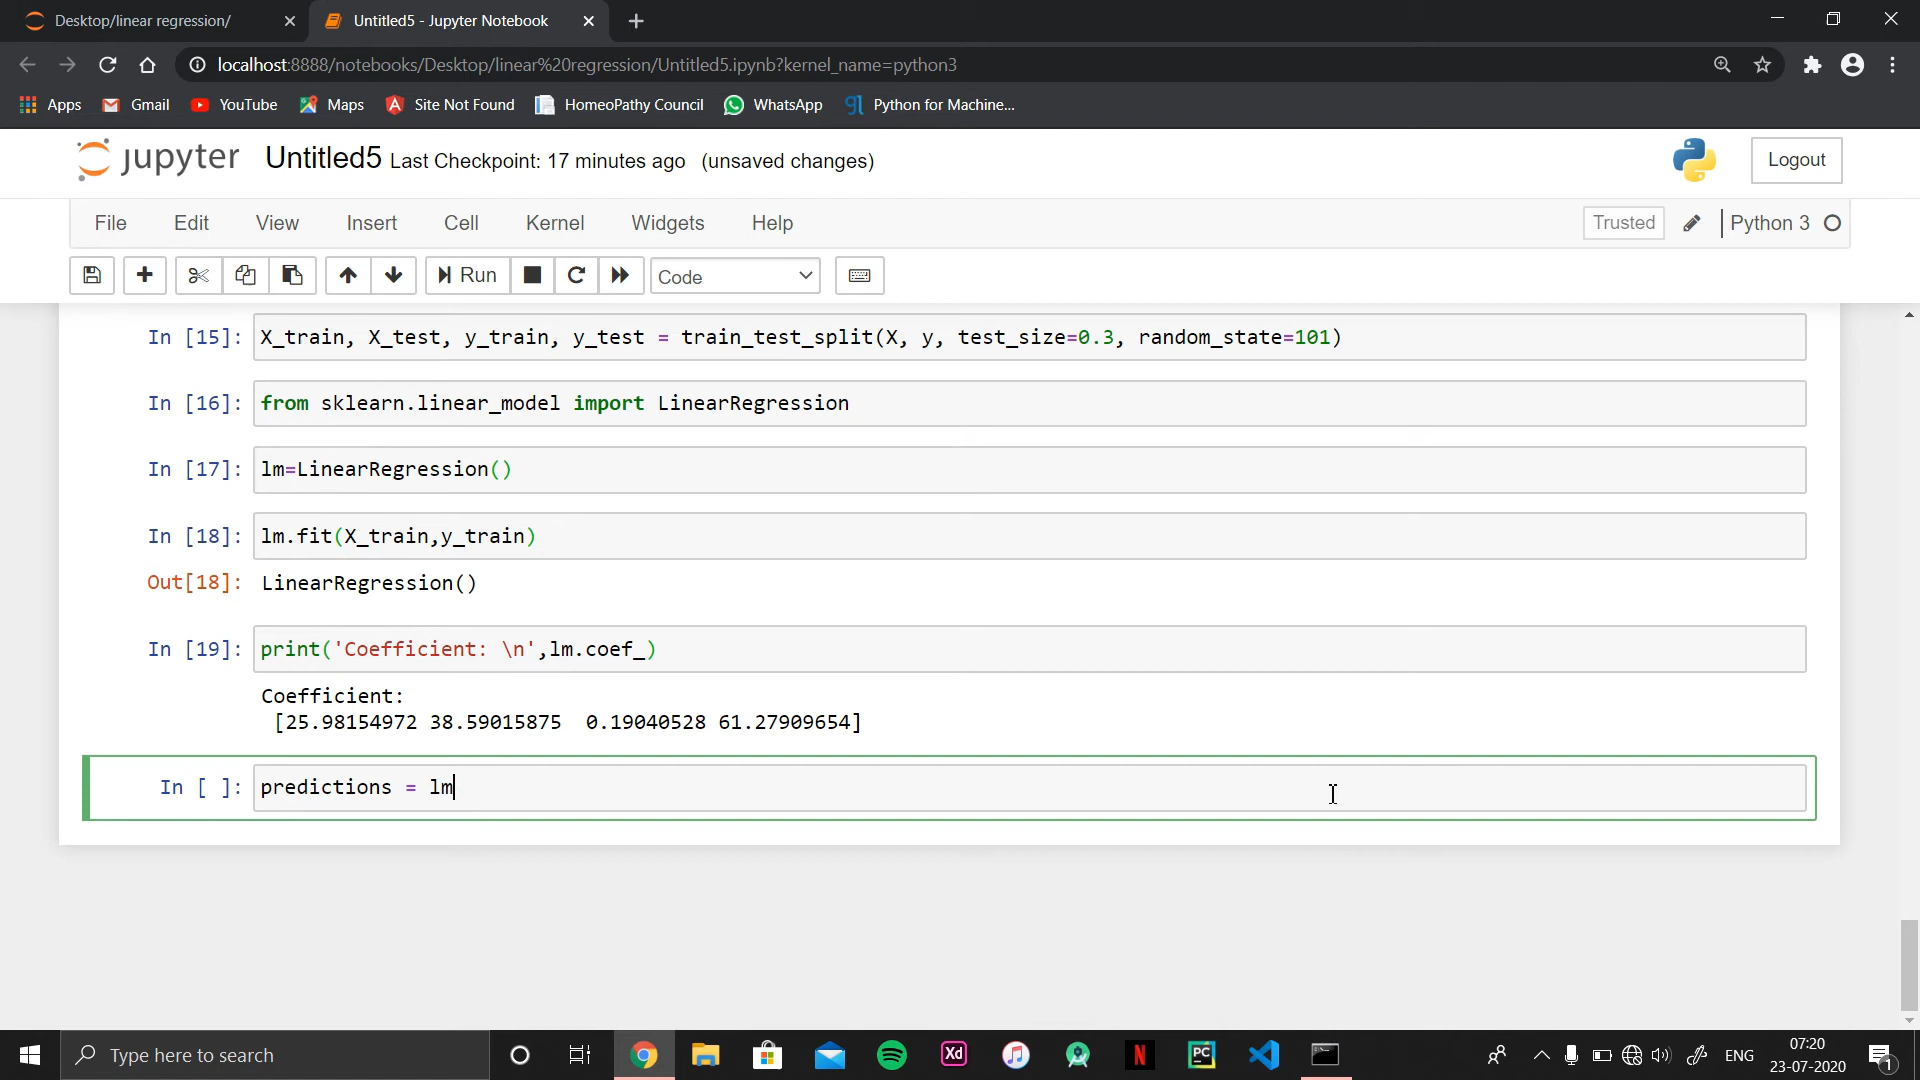 Desktop/linear regression/
Untitled5 - Jupyter Notebook
localhost:8888/notebooks/Desktop/linear%20regression/Untitled5.ipynb?kernel_name=python3
Apps Gmail YouTube Maps Site Not Found HomeoPathy Council WhatsApp Python for Machine...
jupyter Untitled5 Last Checkpoint: 17 minutes ago (unsaved changes)
Logout
File Edit View Insert Cell Kernel Widgets Help
Trusted Python 3
Run Code
In [15]: X_train, X_test, y_train, y_test = train_test_split(X, y, test_size=0.3, random_state=101)
In [16]: from sklearn.linear_model import LinearRegression
In [17]: lm=LinearRegression()
In [18]: lm.fit(X_train,y_train)
Out[18]: LinearRegression()
In [19]: print('Coefficient: \n',lm.coef_)
Coefficient:
[25.98154972 38.59015875  0.19040528 61.27909654]
In [ ]: predictions = lm
Type here to search
Xd
N
PC
ENG
07:20
23-07-2020
1